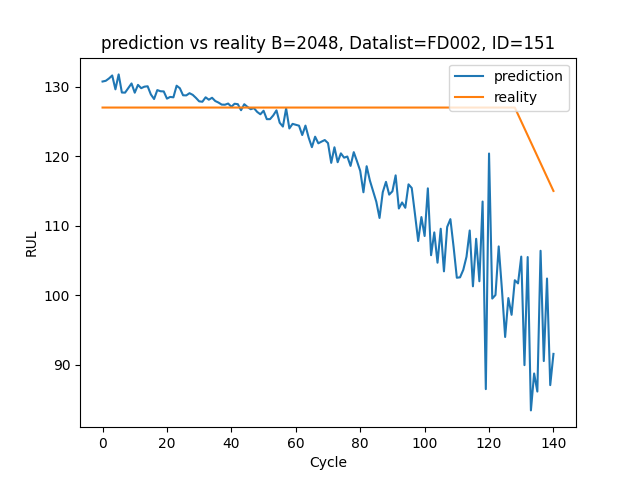 prediction vs reality B=2048, Datalist=FD002, ID=151
prediction
reality
130
120
110
100
90
RUL
0 20 40 60 80 100 120 140
Cycle